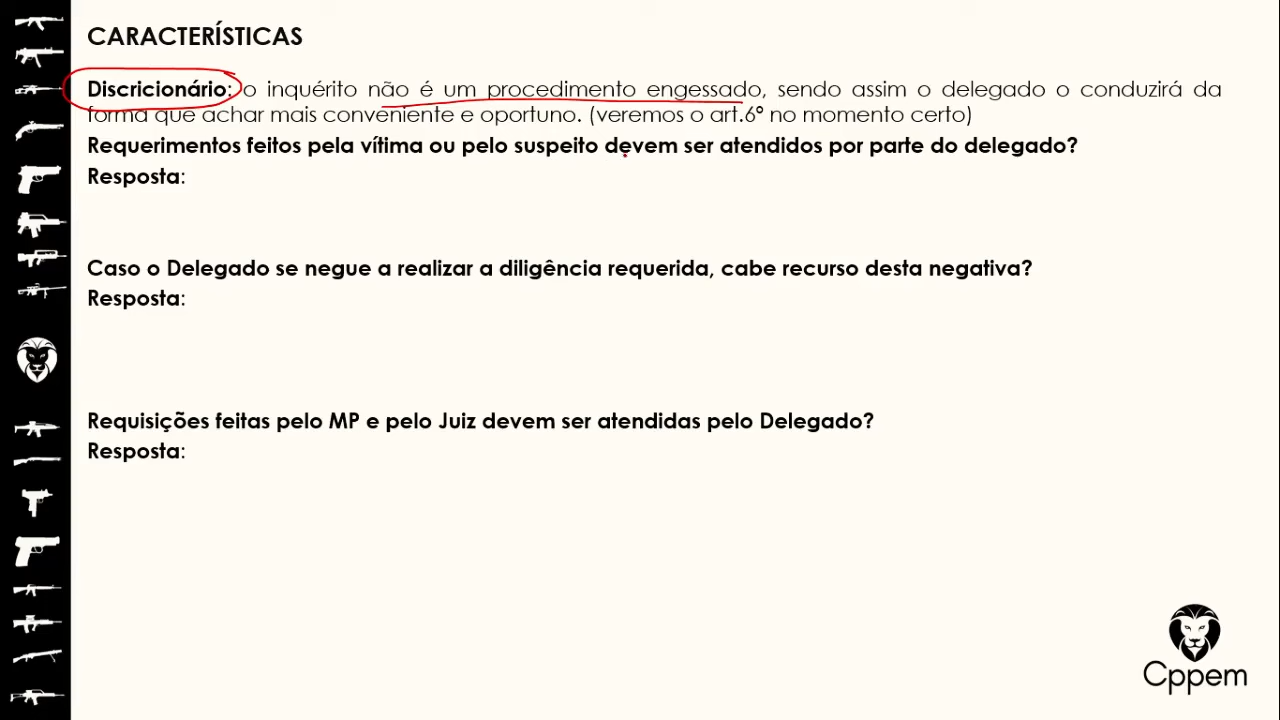 CARACTERÍSTICAS
Discricionário: o inquérito não é um procedimento engessado, sendo assim o delegado o conduzirá da
forma que achar mais conveniente e oportuno. (veremos o art.6º no momento certo)
Requerimentos feitos pela vítima ou pelo suspeito devem ser atendidos por parte do delegado?
Resposta:
Caso o Delegado se negue a realizar a diligência requerida, cabe recurso desta negativa?
Resposta:
Requisições feitas pelo MP e pelo Juiz devem ser atendidas pelo Delegado?
Resposta:
Cppem